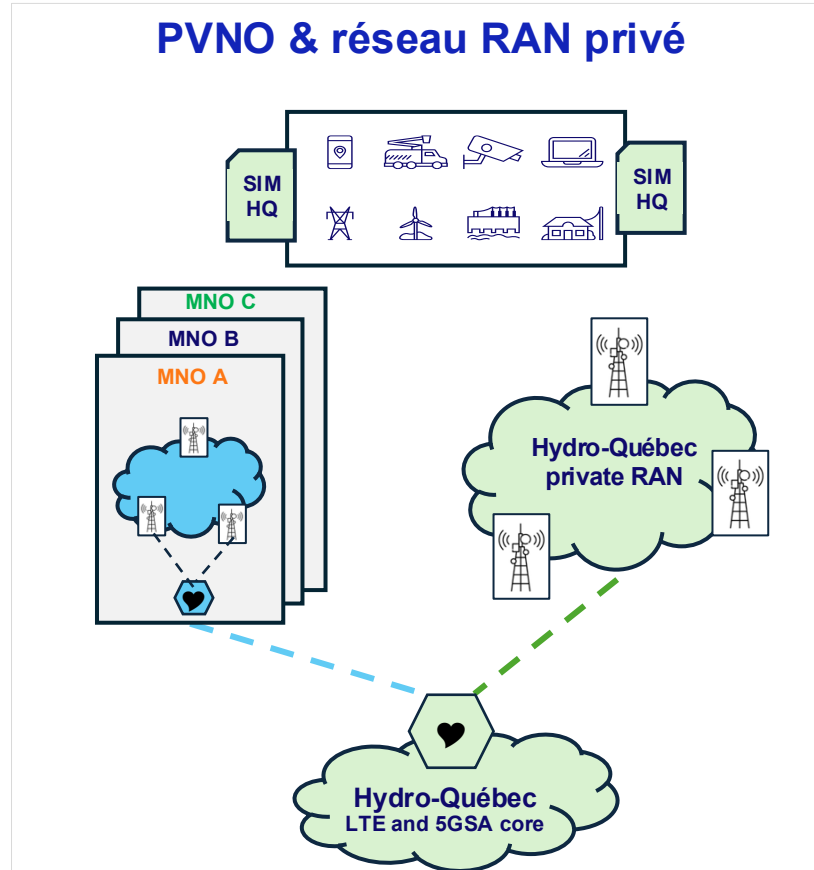 PVNO & réseau RAN privé
SIM
HQ
SIM
HQ
MNO C
MNO B
MNO A
Hydro-Québec
private RAN
Hydro-Québec
LTE and 5GSA core